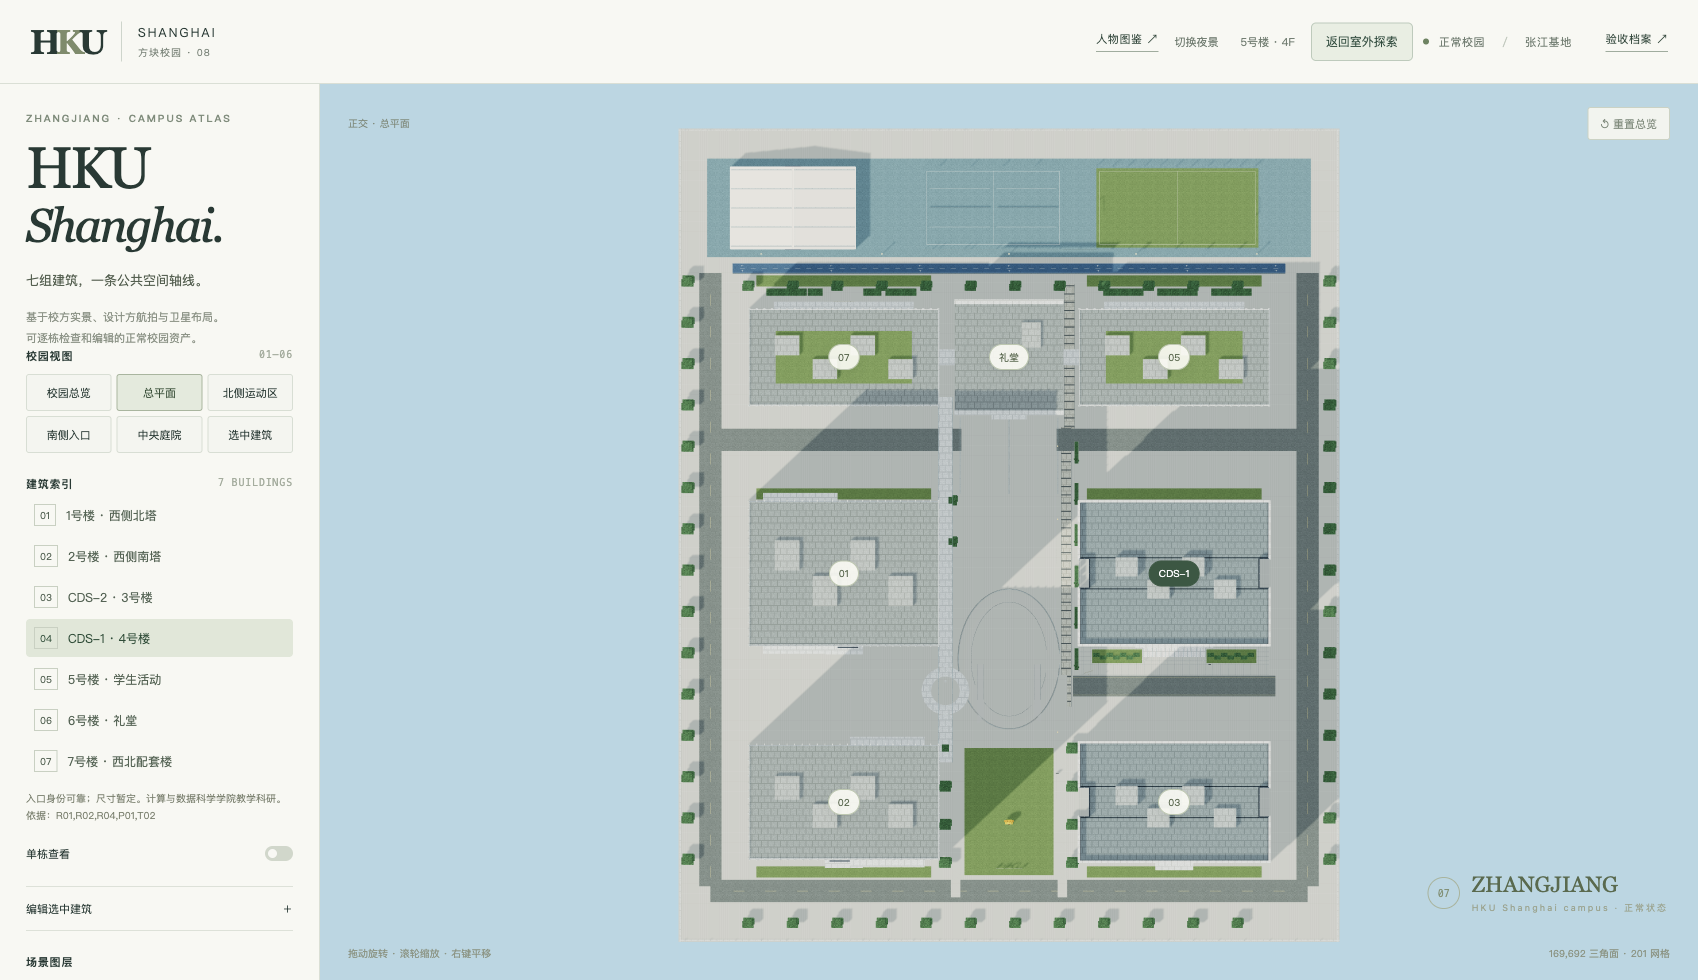 HKU
SHANGHAI
方块校园 · 08
人物图鉴 ↗
切换夜景
5号楼 · 4F
返回室外探索
正常校园
/
张江基地
验收档案 ↗
ZHANGJIANG · CAMPUS ATLAS
HKU
Shanghai.
七组建筑，一条公共空间轴线。
基于校方实景、设计方航拍与卫星布局。
可逐栋检查和编辑的正常校园资产。
校园视图
01—06
校园总览
总平面
北侧运动区
南侧入口
中央庭院
选中建筑
建筑索引
7 BUILDINGS
01 1号楼 · 西侧北塔
02 2号楼 · 西侧南塔
03 CDS-2 · 3号楼
04 CDS-1 · 4号楼
05 5号楼 · 学生活动
06 6号楼 · 礼堂
07 7号楼 · 西北配套楼
入口身份可靠；尺寸暂定。计算与数据科学学院教学科研。
依据：R01,R02,R04,P01,T02
单栋查看
编辑选中建筑 +
场景图层
正交 · 总平面
重置总览
07
礼堂
05
01
CDS-1
02
03
07
ZHANGJIANG
HKU Shanghai campus · 正常状态
拖动旋转 · 滚轮缩放 · 右键平移
169,692 三角面 · 201 网格